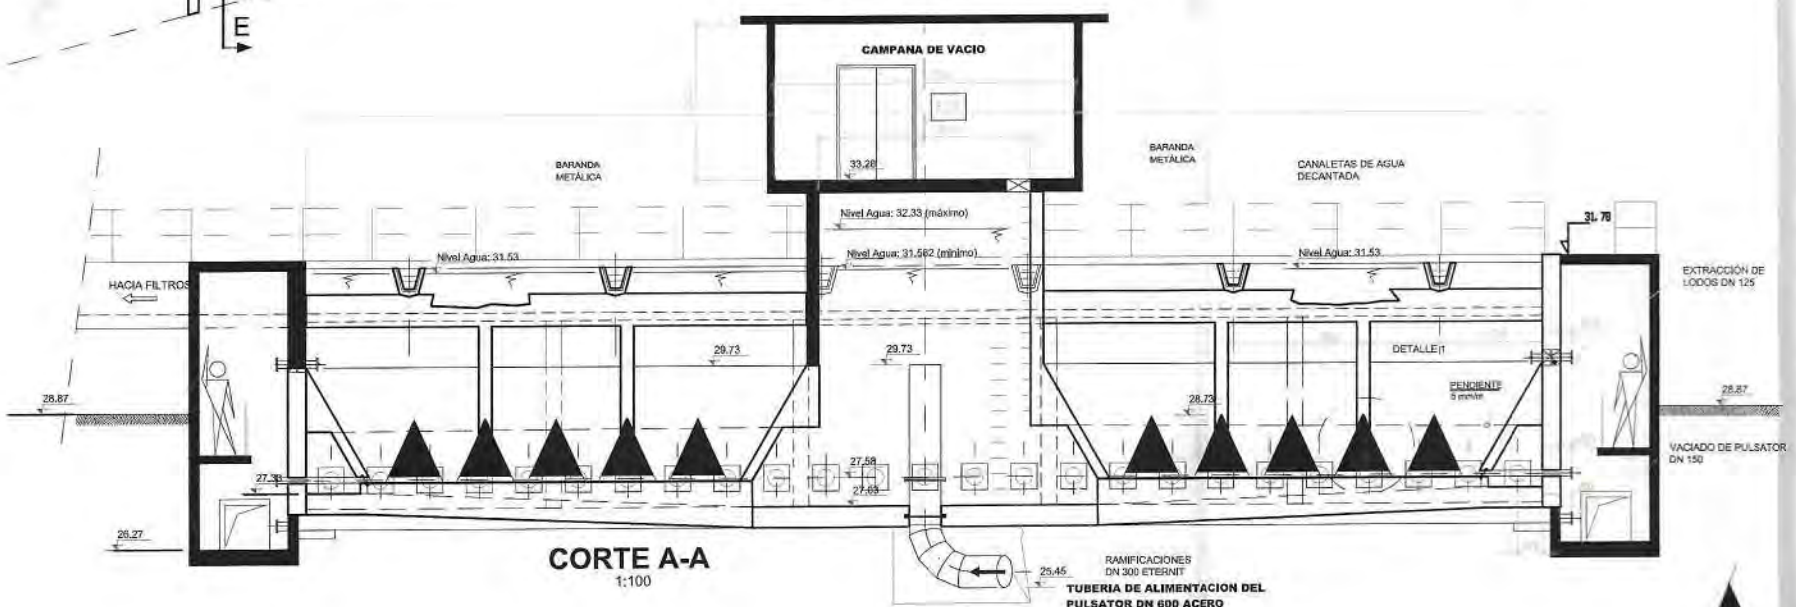 E
CAMPANA DE VACIO
33.28
BARANDA
METÁLICA
BARANDA
METÁLICA
CANALETAS DE AGUA
DECANTADA
31.78
Nivel Agua: 32.33 (máximo)
Nivel Agua: 31.582 (mínimo)
Nivel Agua: 31.53
Nivel Agua: 31.53
HACIA FILTROS
EXTRACCIÓN DE
LODOS DN 125
29.73
29.73
DETALLE 1
PENDIENTE
5 mm/m
28.87
28.73
28.87
VACIADO DE PULSATOR
DN 150
27.58
27.03
26.27
CORTE A-A
1:100
25.45
RAMIFICACIONES
DN 300 ETERNIT
TUBERIA DE ALIMENTACION DEL
PULSATOR DN 600 ACERO